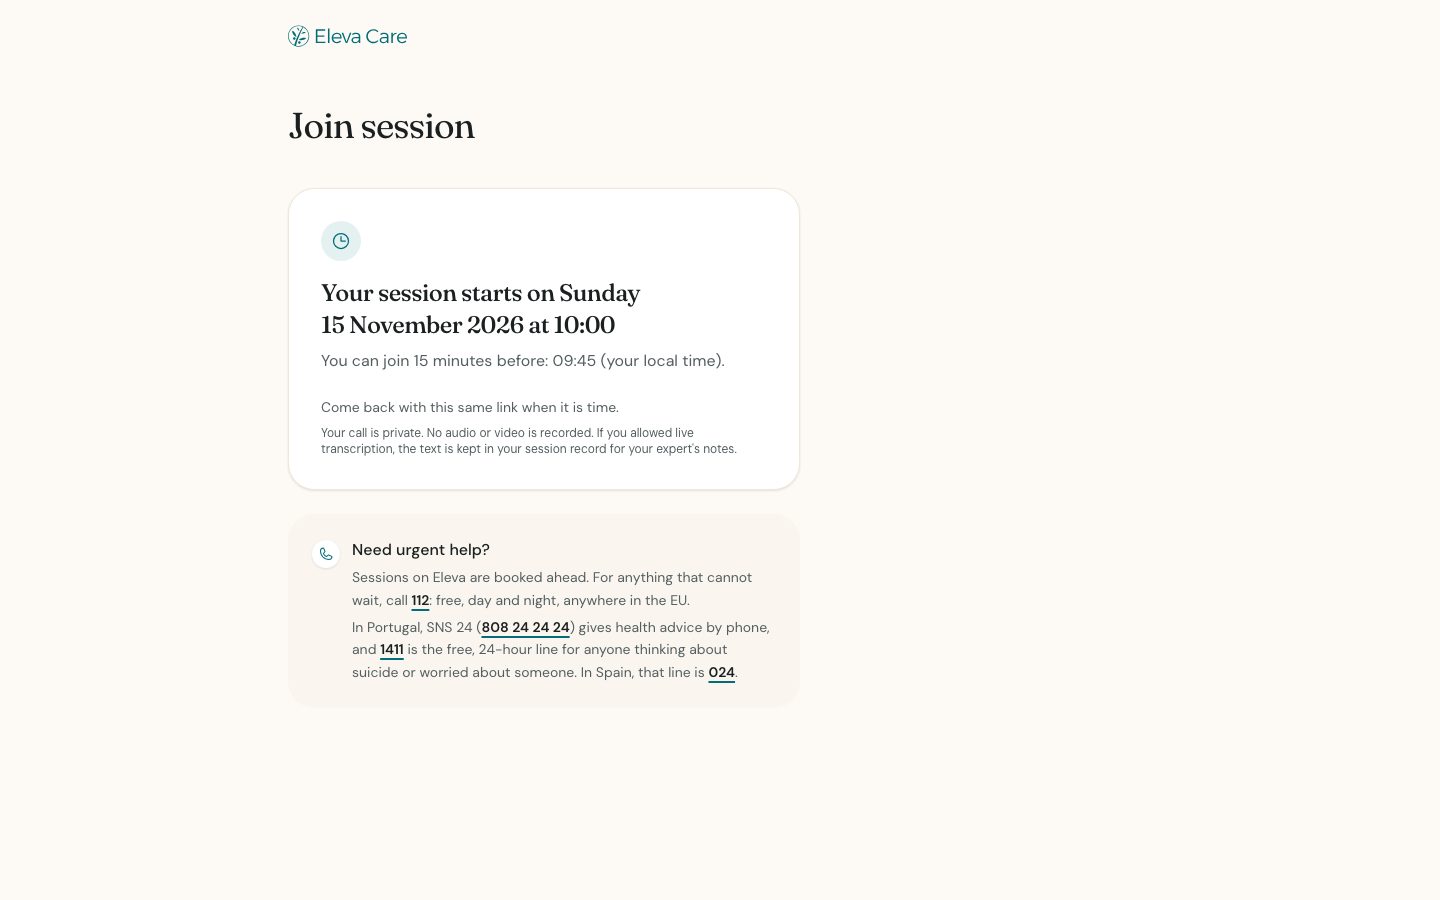 Eleva Care
Join session
Your session starts on Sunday
15 November 2026 at 10:00
You can join 15 minutes before: 09:45 (your local time).
Come back with this same link when it is time.
Your call is private. No audio or video is recorded. If you allowed live
transcription, the text is kept in your session record for your expert's notes.
Need urgent help?
Sessions on Eleva are booked ahead. For anything that cannot
wait, call 112: free, day and night, anywhere in the EU.
In Portugal, SNS 24 (808 24 24 24) gives health advice by phone,
and 1411 is the free, 24-hour line for anyone thinking about
suicide or worried about someone. In Spain, that line is 024.